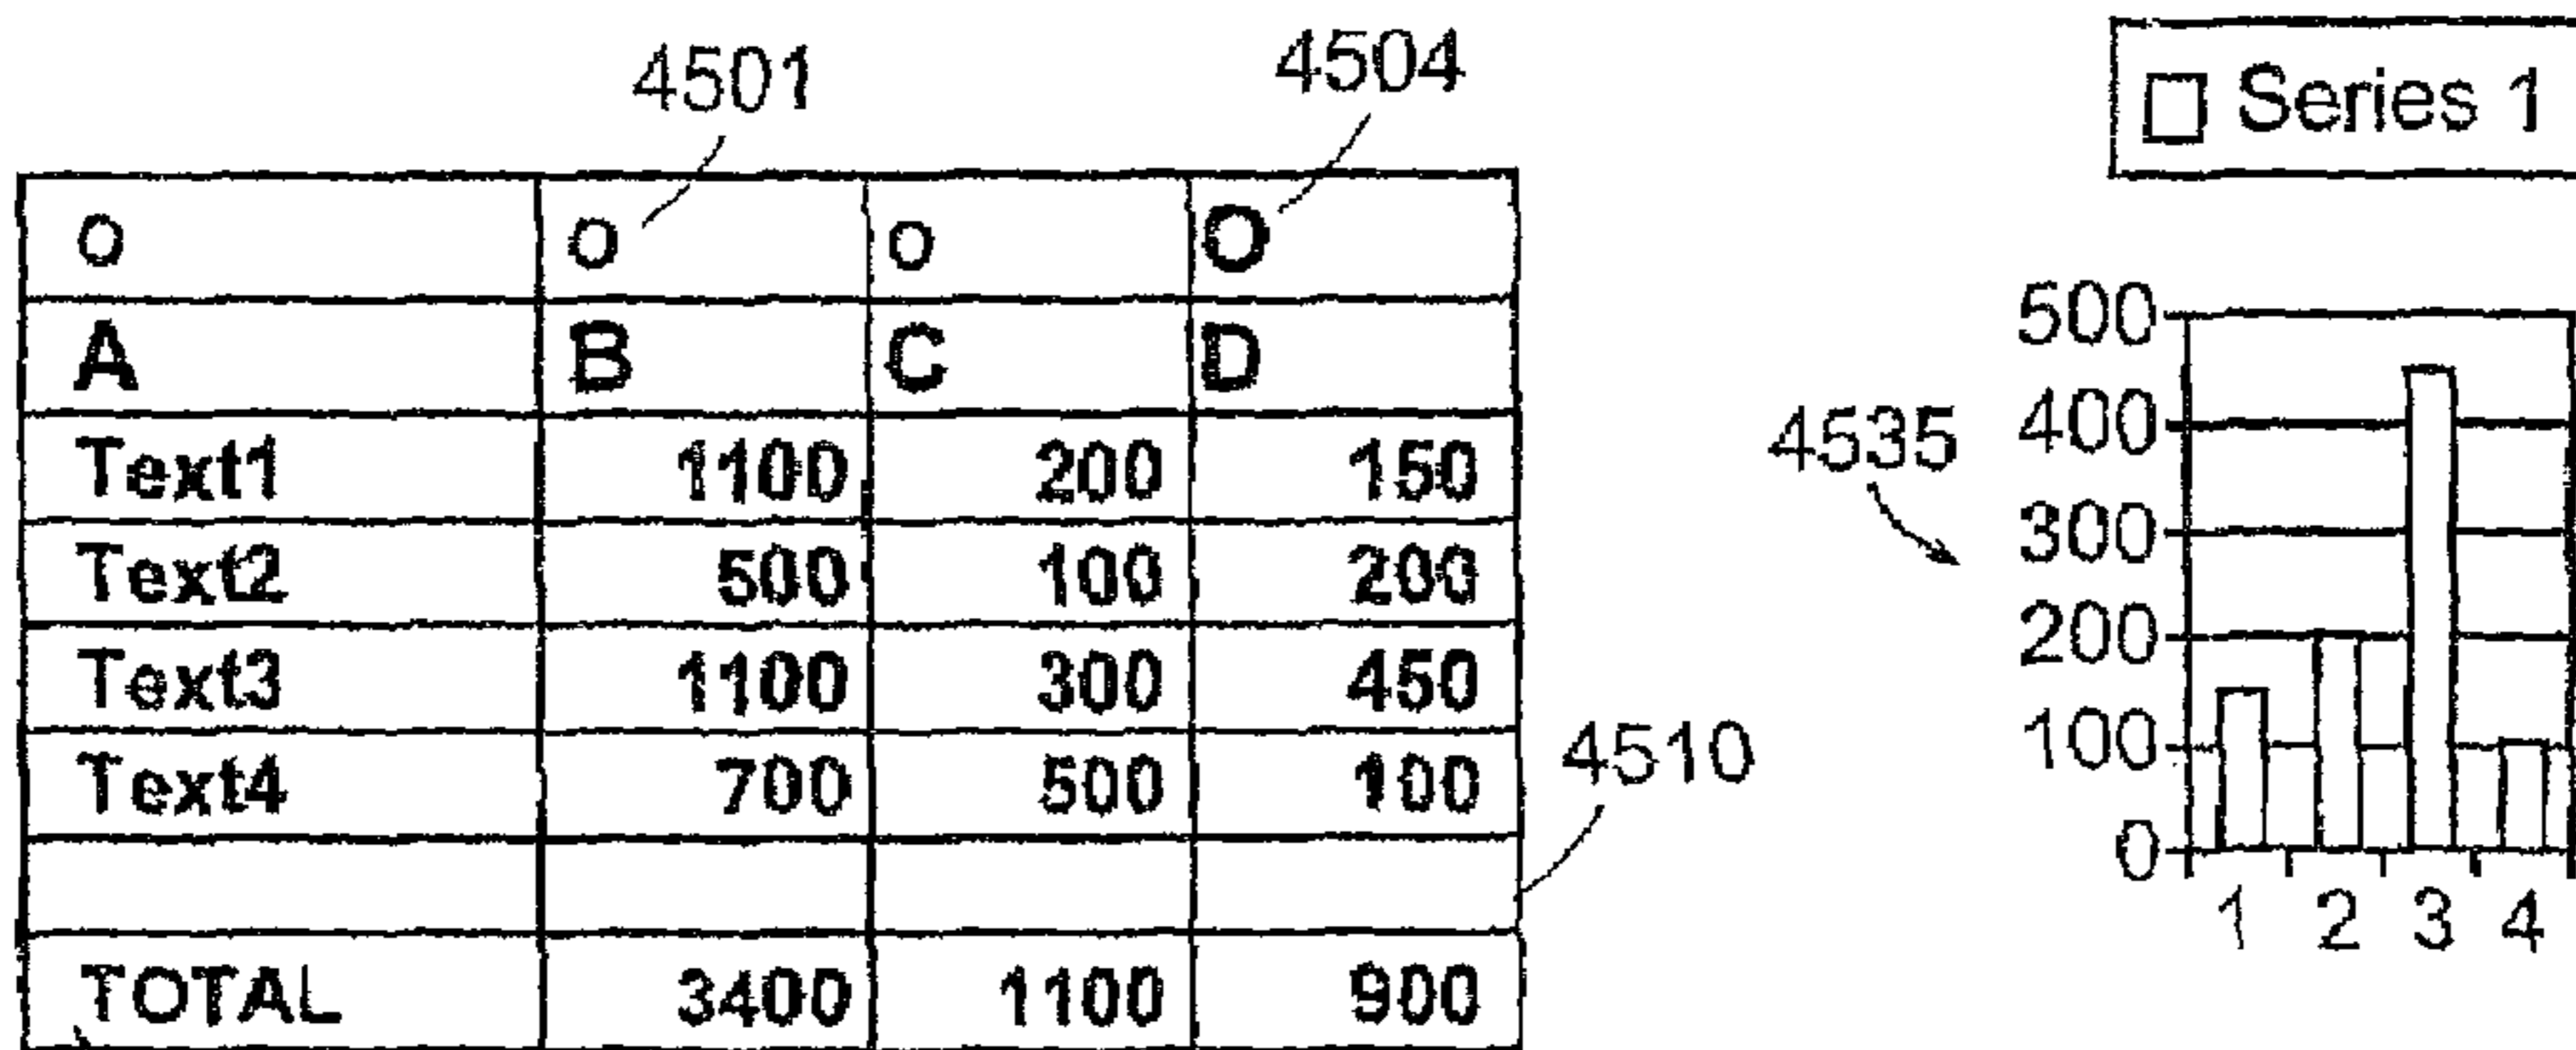 4501 4504
□ Series 1
o o o O
A B C D
Text1 1100 200 150
Text2 500 100 200
Text3 1100 300 450
Text4 700 500 100
TOTAL 3400 1100 900
4510
4535
500
400
300
200
100
0
1 2 3 4